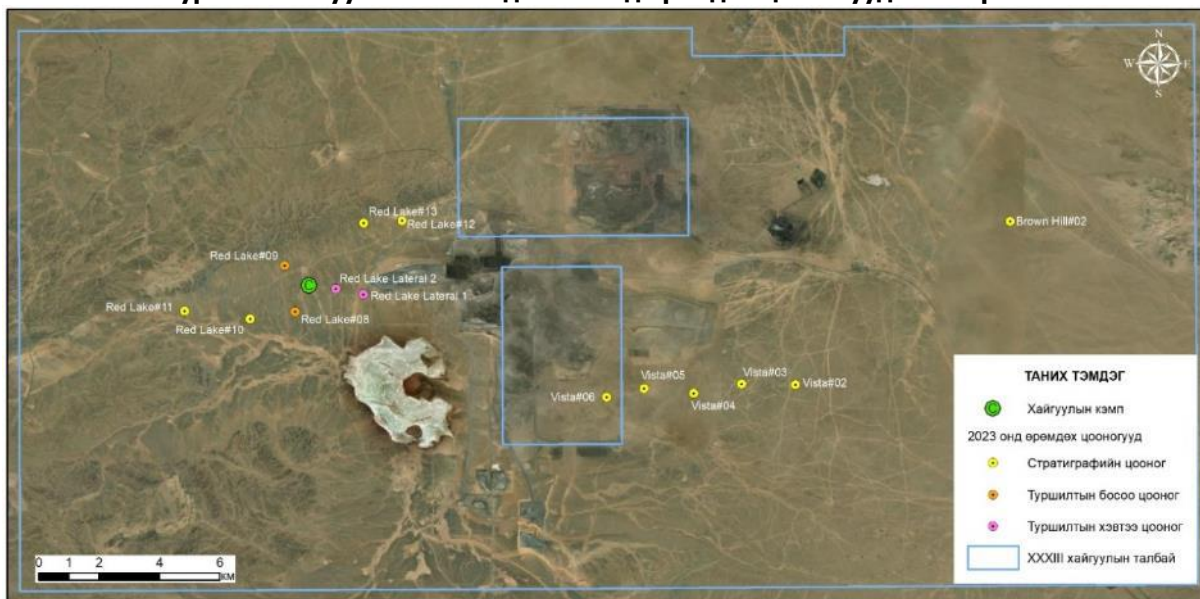 N
W E
S
Red Lake#13
Red Lake#12
Brown Hill#02
Red Lake#09
Red Lake Lateral 2
Red Lake Lateral 1
Red Lake#11
Red Lake#10
Red Lake#08
Vista#05
Vista#03
Vista#02
Vista#06
Vista#04
ТАНИХ ТЭМДЭГ
C
Хайгуулын кэмп
2023 онд өрөмдөх цооногууд
Стратиграфийн цооног
Туршилтын босоо цооног
Туршилтын хэвтээ цооног
XXXIII хайгуулын талбай
0 1 2 4 6
км